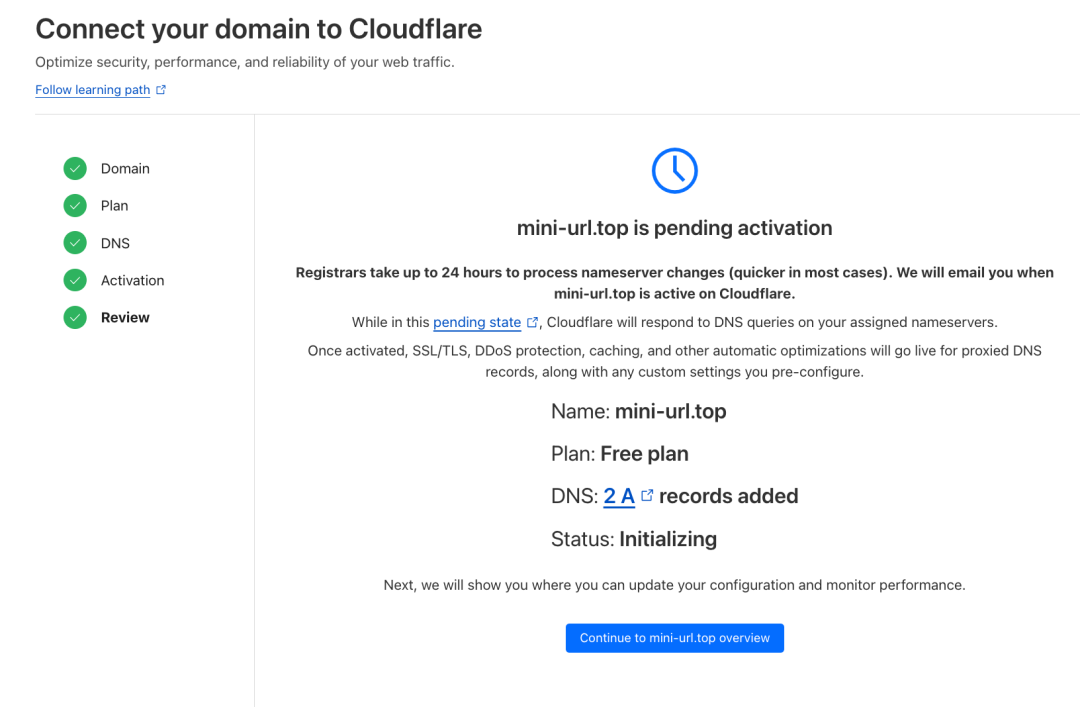 Connect your domain to Cloudflare
Optimize security, performance, and reliability of your web traffic.
Follow learning path
Domain
Plan
DNS
Activation
Review
mini-url.top is pending activation
Registrars take up to 24 hours to process nameserver changes (quicker in most cases). We will email you when
mini-url.top is active on Cloudflare.
While in this pending state , Cloudflare will respond to DNS queries on your assigned nameservers.
Once activated, SSL/TLS, DDoS protection, caching, and other automatic optimizations will go live for proxied DNS
records, along with any custom settings you pre-configure.
Name: mini-url.top
Plan: Free plan
DNS: 2 A records added
Status: Initializing
Next, we will show you where you can update your configuration and monitor performance.
Continue to mini-url.top overview